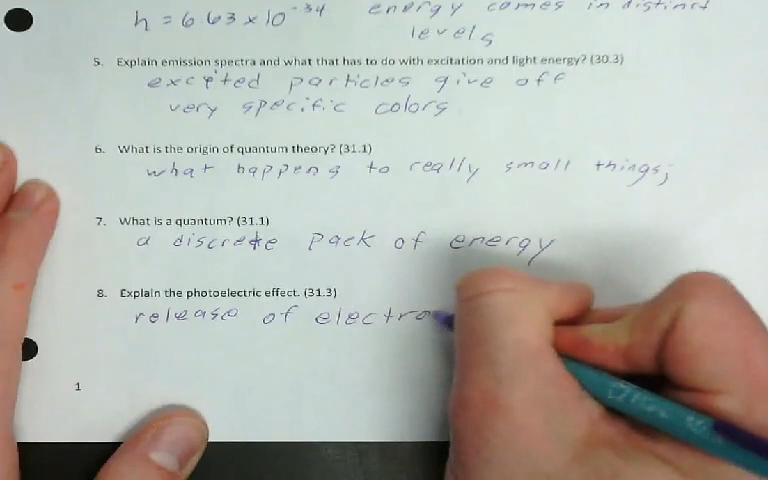 h = 6.63 x 10^-34 energy comes in distinct
levels
5. Explain emission spectra and what that has to do with excitation and light energy? (30.3)
excited particles give off
very specific colors
6. What is the origin of quantum theory? (31.1)
what happens to really small things;
7. What is a quantum? (31.1)
a discrete pack of energy
8. Explain the photoelectric effect. (31.3)
release of electro
1